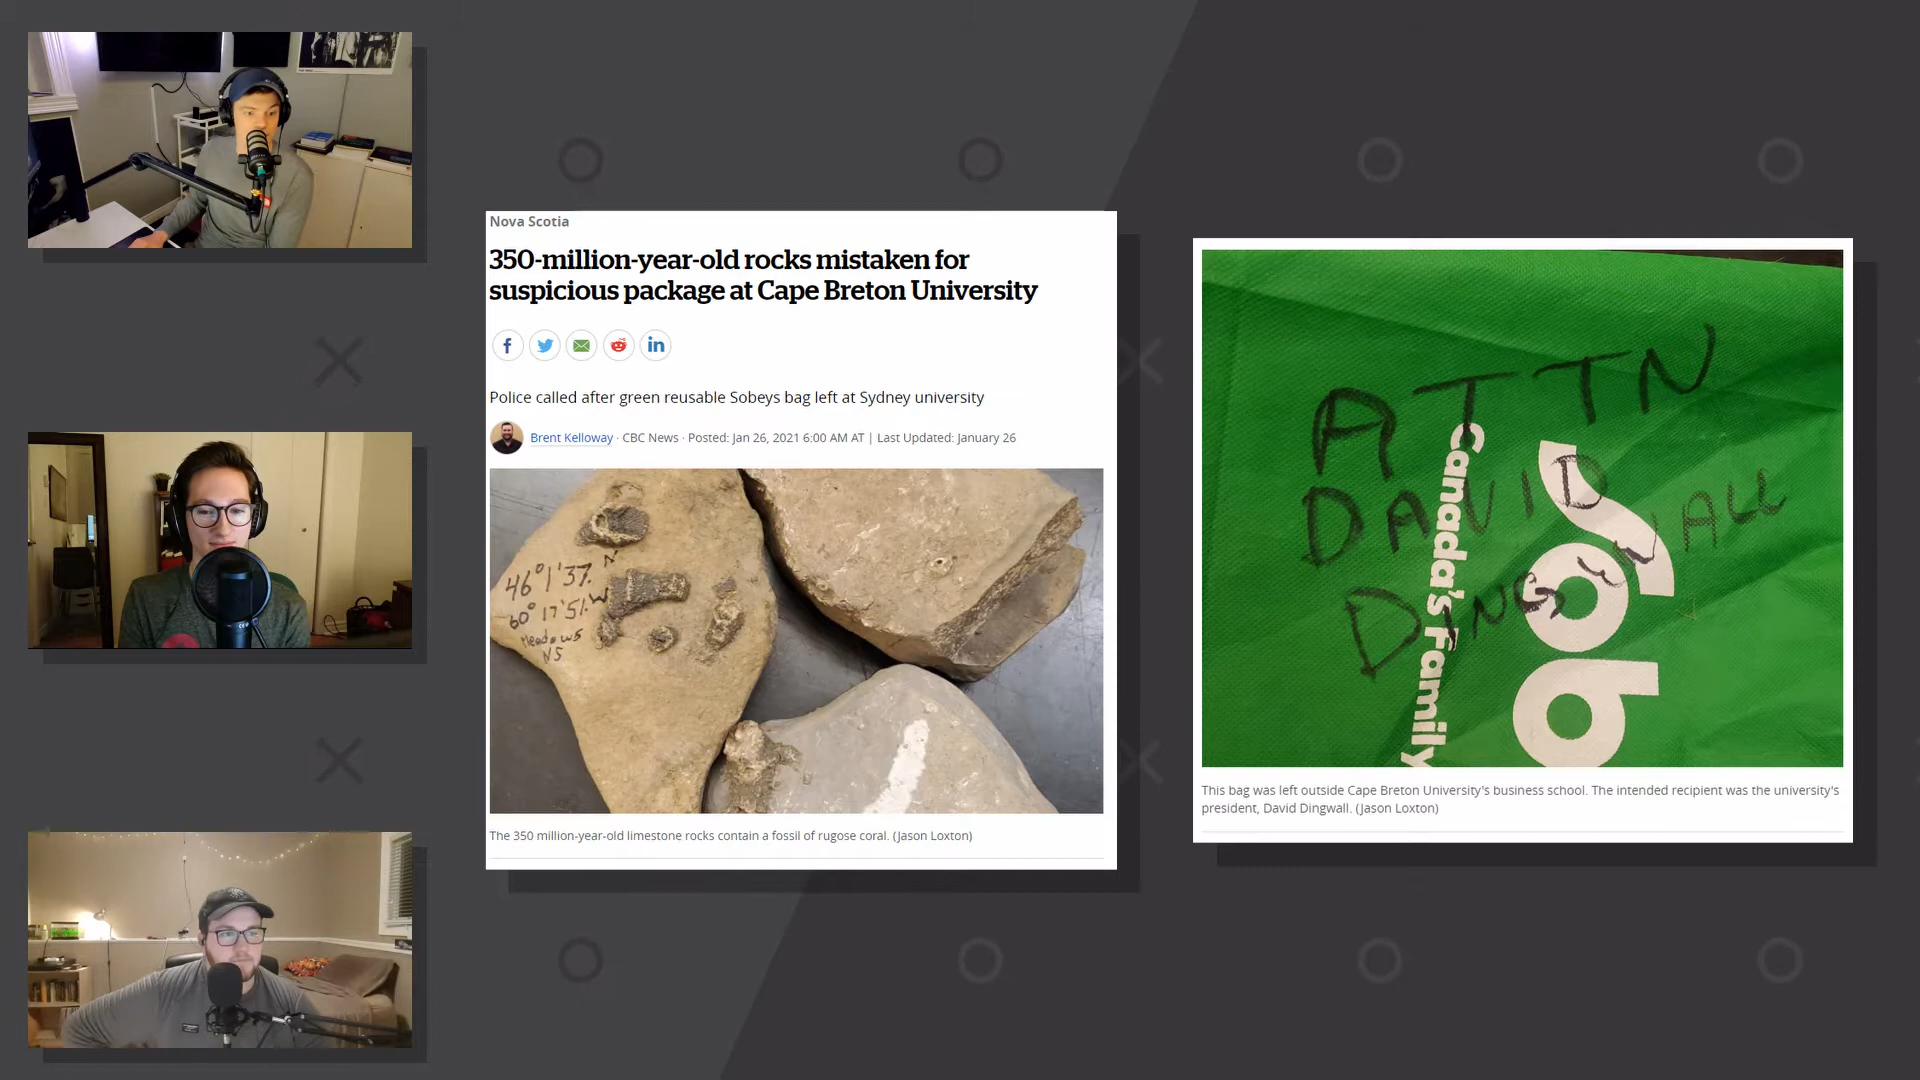 Nova Scotia
350-million-year-old rocks mistaken for
suspicious package at Cape Breton University
Police called after green reusable Sobeys bag left at Sydney university
Brent Kelloway · CBC News · Posted: Jan 26, 2021 6:00 AM AT | Last Updated: January 26
46°1'37. N
60° 17'51. W
Meadows
NS
The 350 million-year-old limestone rocks contain a fossil of rugose coral. (Jason Loxton)
ATTN
DAVID
DINGWALL
Canada's Family
Sob
This bag was left outside Cape Breton University's business school. The intended recipient was the university's
president, David Dingwall. (Jason Loxton)